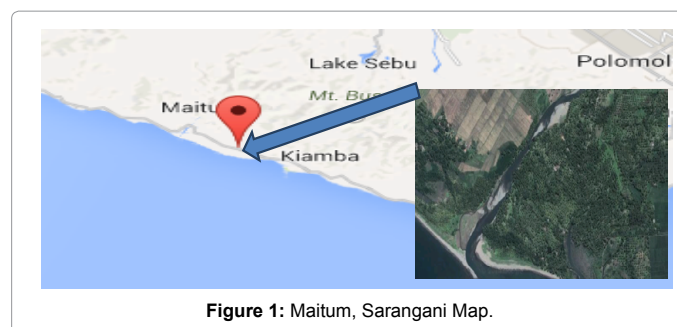 Lake Sebu
Polomol
Maitu
Mt. Bus
Kiamba
Figure 1: Maitum, Sarangani Map.